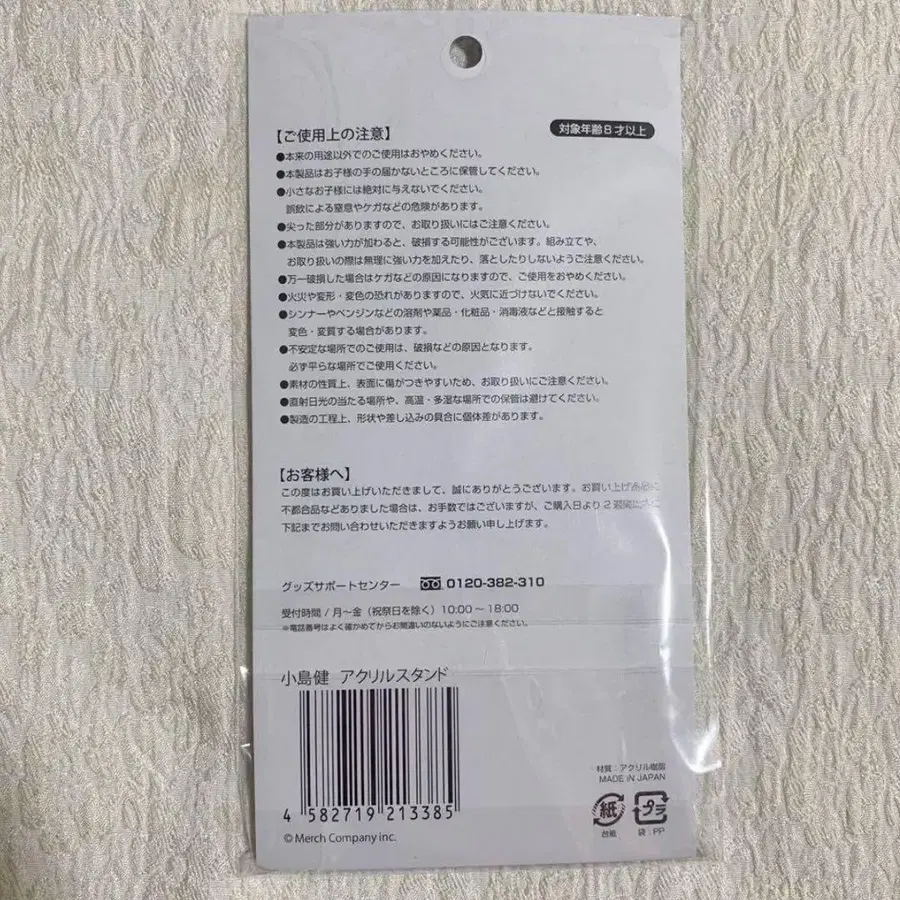 【ご使用上の注意】
対象年齢8才以上
●本来の用途以外でのご使用はおやめください。
●本製品はお子様の手の届かないところに保管してください。
●小さなお子様には絶対に与えないでください。
誤飲による窒息やケガなどの危険があります。
●尖った部分がありますので、お取り扱いにはご注意ください。
●本製品は強い力が加わると、破損する可能性がございます。組み立てや、
お取り扱いの際は無理に強い力を加えたり、落としたりしないようご注意ください。
●万一破損した場合はケガなどの原因になりますので、ご使用をおやめください。
●火災や変形・変色の恐れがありますので、火気に近づけないでください。
●シンナーやベンジンなどの溶剤や薬品・化粧品・消毒液などと接触すると
変色・変質する場合があります。
●不安定な場所でのご使用は、破損などの原因となります。
必ず平らな場所でご使用ください。
●素材の性質上、表面に傷がつきやすいため、お取り扱いにご注意ください。
●直射日光の当たる場所や、高温・多湿な場所での保管は避けてください。
●製造の工程上、形状や差し込みの具合に個体差があります。
【お客様へ】
この度はお買い上げいただきまして、誠にありがとうございます。お買い上げ商品に
不都合品などありました場合は、お手数ではございますが、ご購入日より2週間以内に
下記までお問い合わせいただきますようお願い申し上げます。
グッズサポートセンター 0120-382-310
受付時間 / 月～金（祝祭日を除く）10:00～18:00
※電話番号はよく確かめてからお間違いのないようにご注意ください。
小島健 アクリルスタンド
材質：アクリル樹脂
MADE IN JAPAN
4 582719 213385
紙 プラ
台紙 袋：PP
© Merch Company inc.